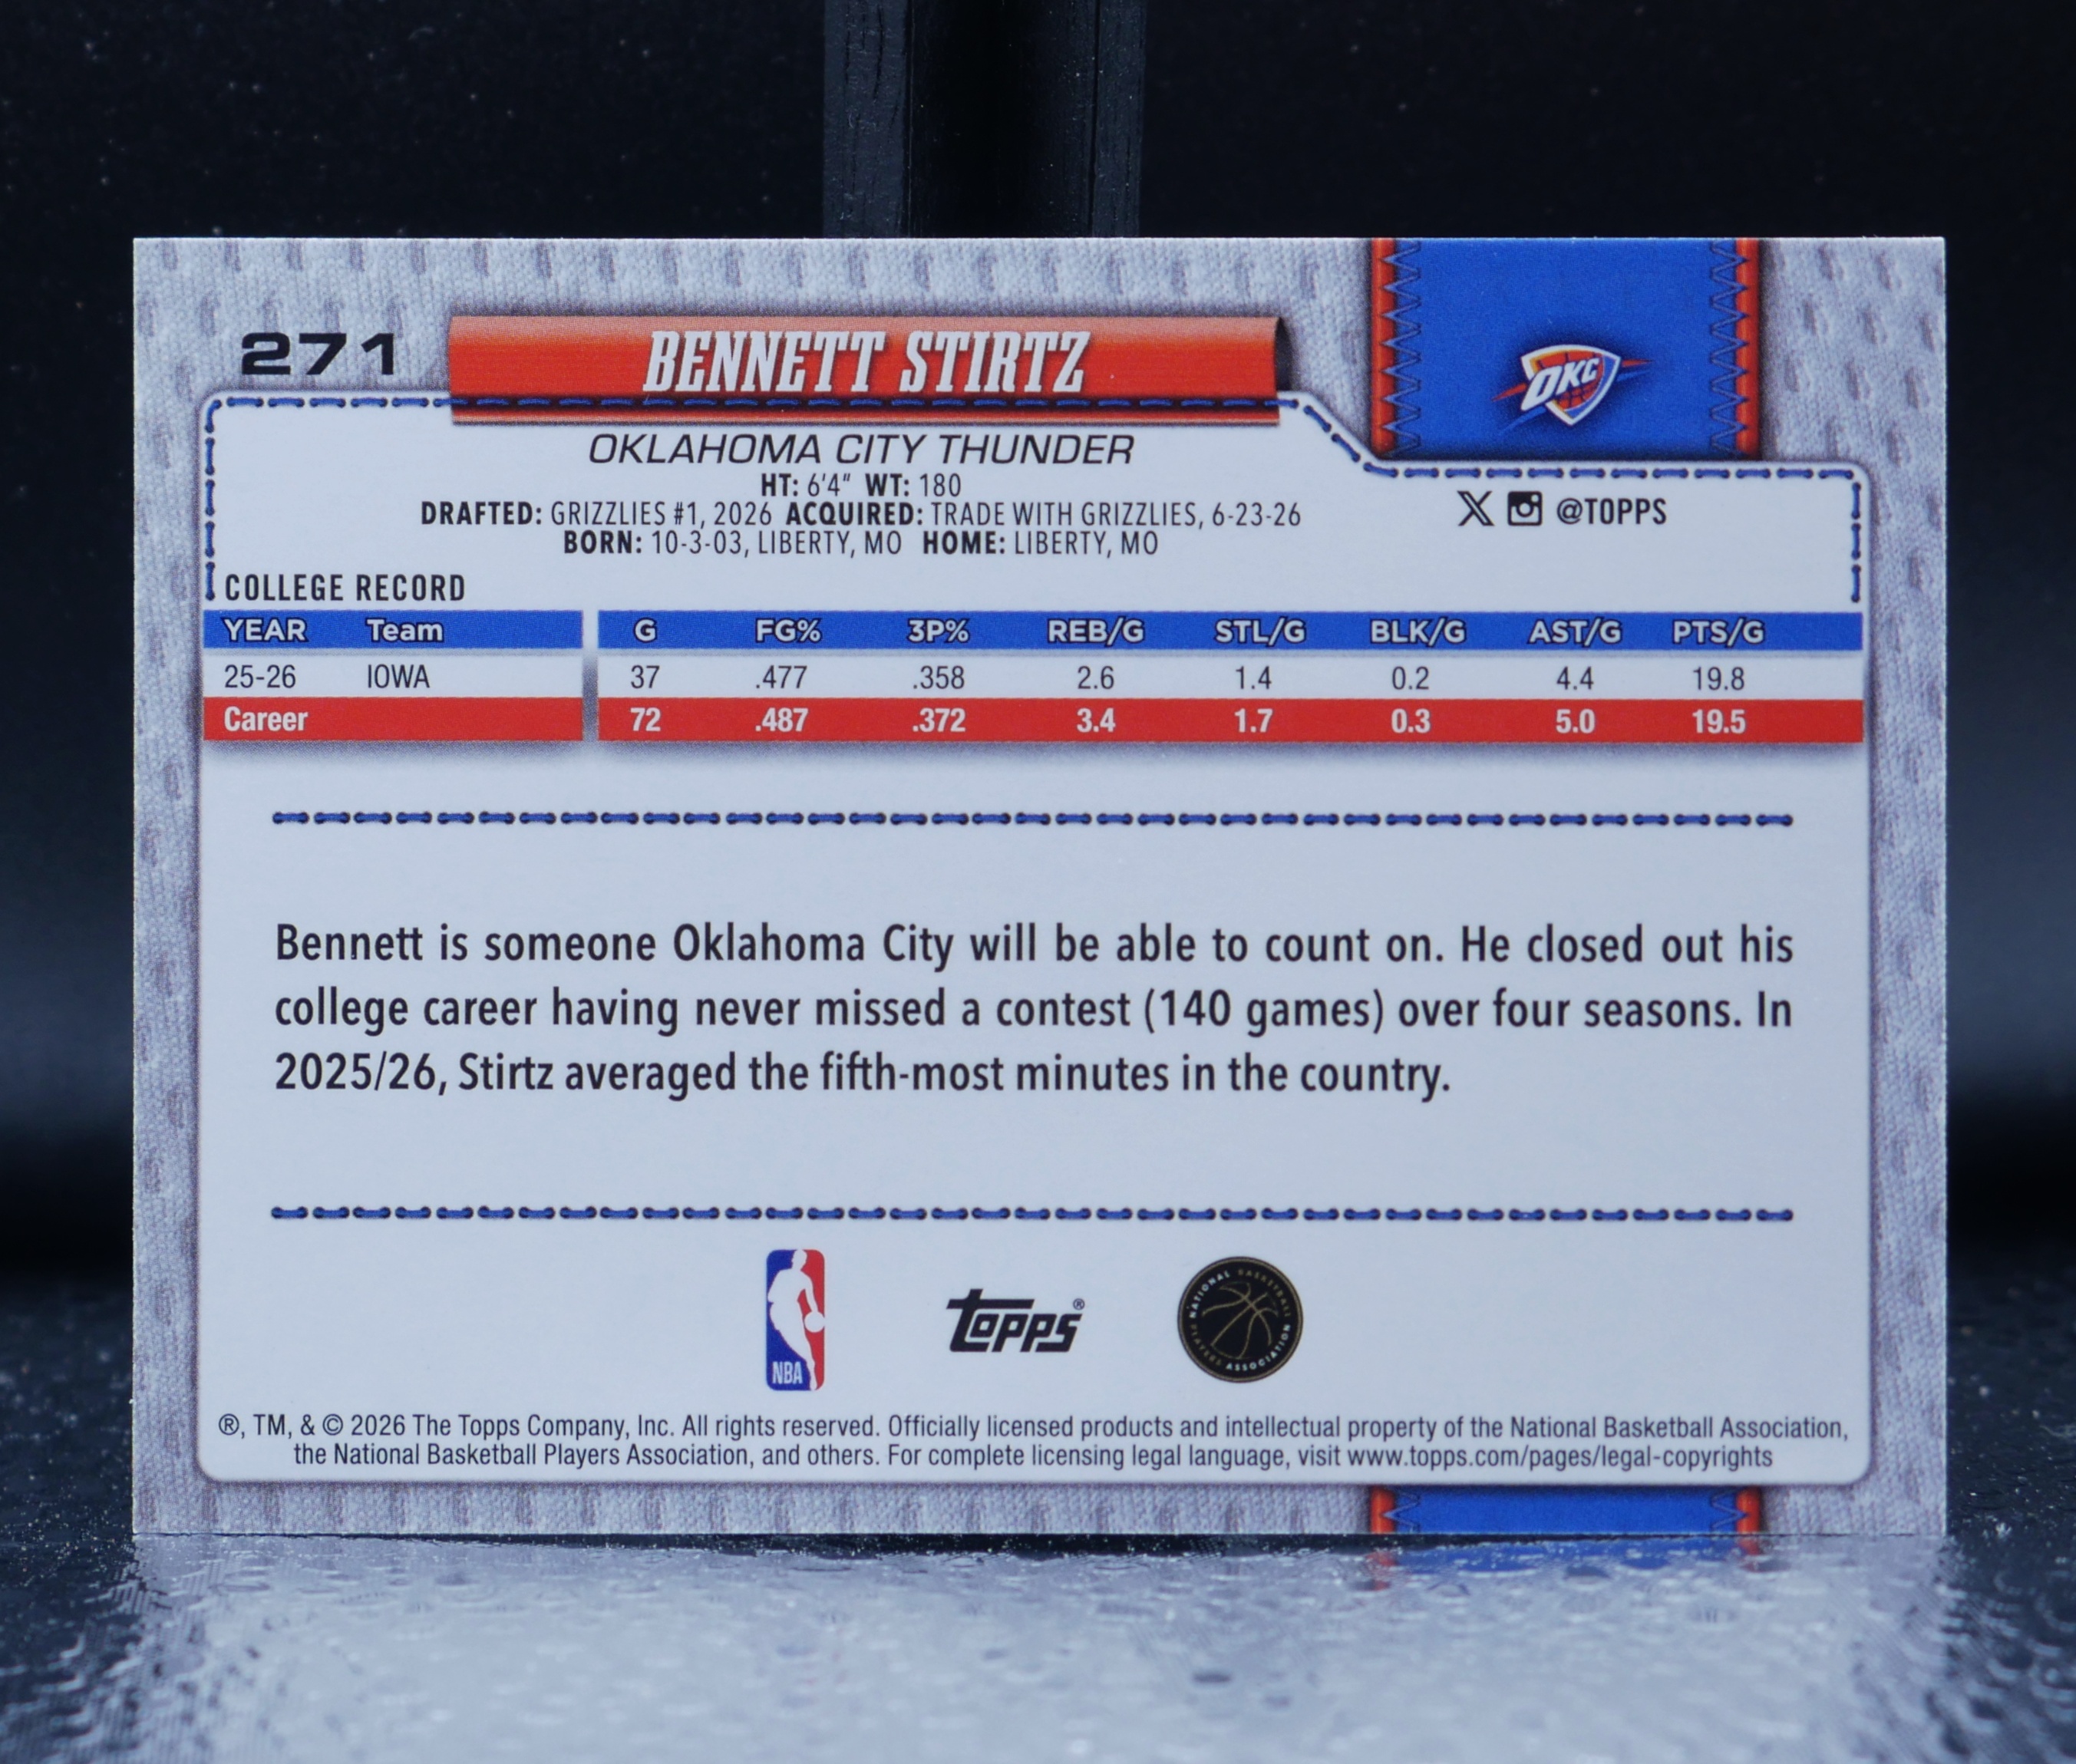 271
BENNETT STIRTZ
OKC
OKLAHOMA CITY THUNDER
HT: 6'4" WT: 180
DRAFTED: GRIZZLIES #1, 2026 ACQUIRED: TRADE WITH GRIZZLIES, 6-23-26
BORN: 10-3-03, LIBERTY, MO HOME: LIBERTY, MO
@TOPPS
COLLEGE RECORD
YEAR Team G FG% 3P% REB/G STL/G BLK/G AST/G PTS/G
25-26 IOWA 37 .477 .358 2.6 1.4 0.2 4.4 19.8
Career 72 .487 .372 3.4 1.7 0.3 5.0 19.5
Bennett is someone Oklahoma City will be able to count on. He closed out his
college career having never missed a contest (140 games) over four seasons. In
2025/26, Stirtz averaged the fifth-most minutes in the country.
NBA
topps®
NATIONAL BASKETBALL PLAYERS ASSOCIATION
®, TM, & © 2026 The Topps Company, Inc. All rights reserved. Officially licensed products and intellectual property of the National Basketball Association,
the National Basketball Players Association, and others. For complete licensing legal language, visit www.topps.com/pages/legal-copyrights